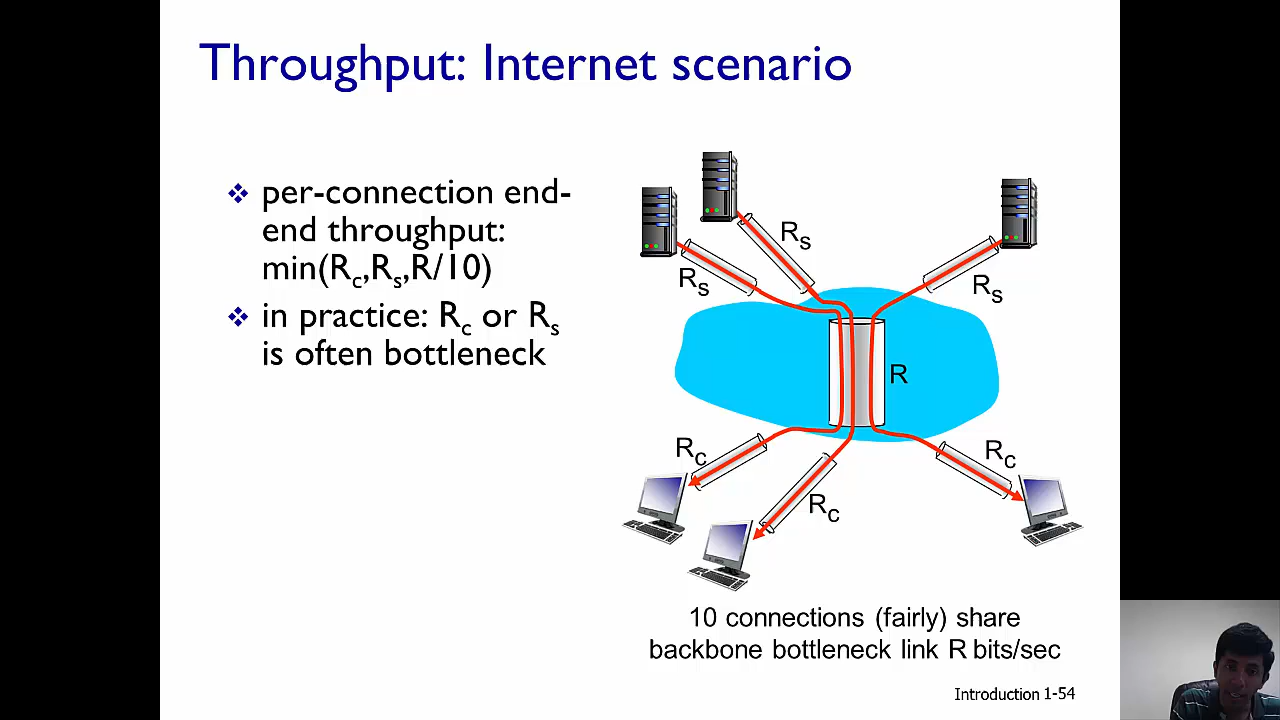 Throughput: Internet scenario
❖ per-connection end-
end throughput:
min(Rc,Rs,R/10)
❖ in practice: Rc or Rs
is often bottleneck
Rs
Rs
Rs
R
Rc
Rc
Rc
10 connections (fairly) share
backbone bottleneck link R bits/sec
Introduction 1-54